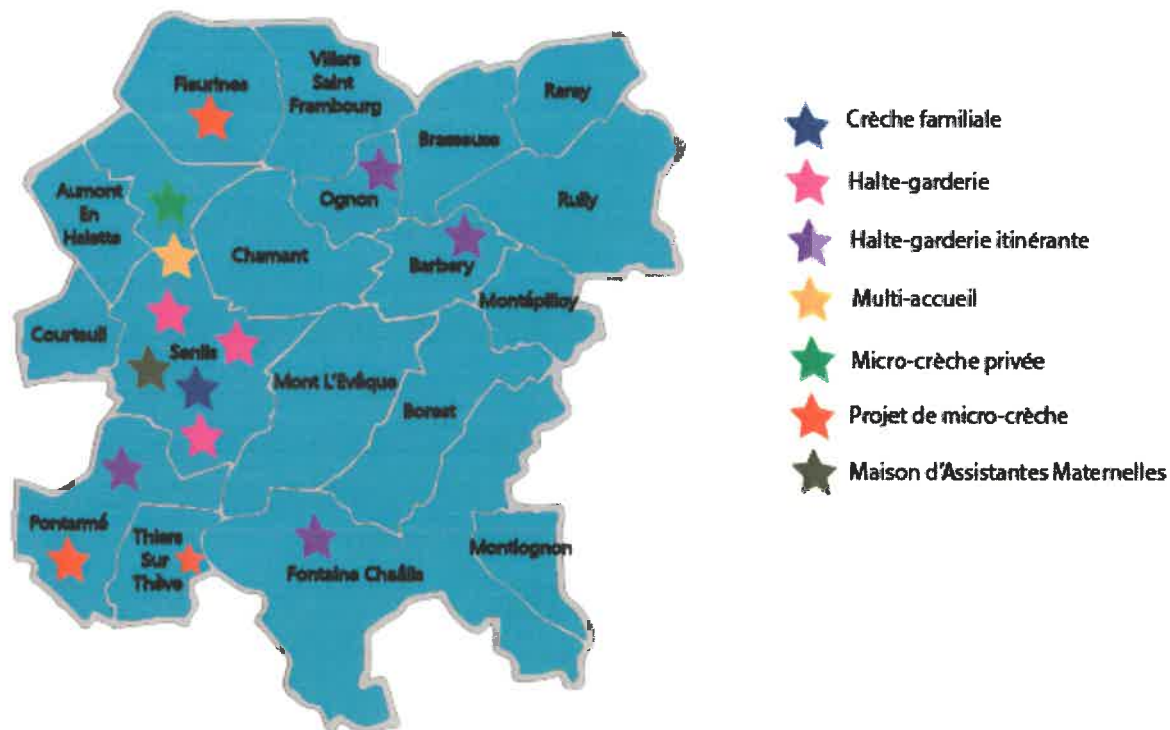 Fleurines
Villers
Saint
Frambourg
Raray
Brasseuse
Aumont
En
Halatte
Ognon
Rully
Chamant
Barbery
Montépilloy
Courteuil
Senlis
Mont L'Evêque
Borest
Pontarmé
Thiers
Sur
Thève
Fontaine Chaâlis
Montlognon
Crèche familiale
Halte-garderie
Halte-garderie itinérante
Multi-accueil
Micro-crèche privée
Projet de micro-crèche
Maison d'Assistantes Maternelles